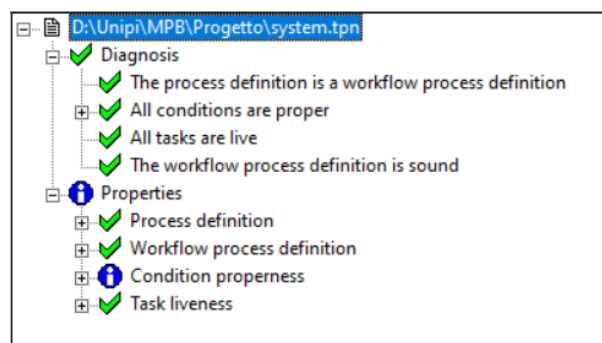 D:\Unipi\MPB\Progetto\system.tpn
Diagnosis
The process definition is a workflow process definition
All conditions are proper
All tasks are live
The workflow process definition is sound
Properties
Process definition
Workflow process definition
Condition properness
Task liveness